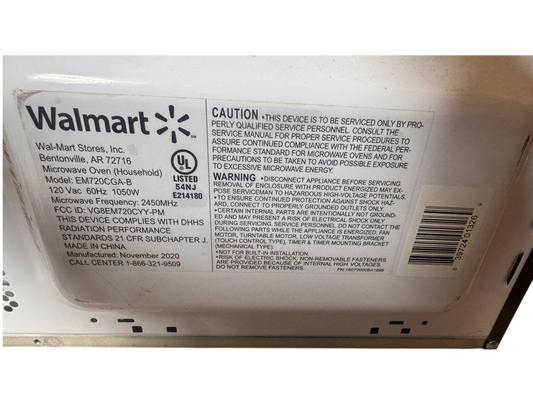 Walmart
Wal-Mart Stores, Inc.
Bentonville, AR 72716
Microwave Oven (Household)
Model: EM720CGA-B
120 Vac 60Hz 1050W
Microwave Frequency: 2450MHz
FCC ID: VG8EM720CYY-PM
THIS DEVICE COMPLIES WITH DHHS
RADIATION PERFORMANCE
STANDARDS 21 CFR SUBCHAPTER J.
MADE IN CHINA
Manufactured: November 2020
CALL CENTER 1-866-321-9509
UL
LISTED
54NJ
E214180
CAUTION •THIS DEVICE IS TO BE SERVICED ONLY BY PRO-
PERLY QUALIFIED SERVICE PERSONNEL. CONSULT THE
SERVICE MANUAL FOR PROPER SERVICE PROCEDURES TO
ASSURE CONTINUED COMPLIANCE WITH THE FEDERAL PER-
FORMANCE STANDARD FOR MICROWAVE OVENS AND FOR
PRECAUTIONS TO BE TAKEN TO AVOID POSSIBLE EXPOSURE
TO EXCESSIVE MICROWAVE ENERGY.
WARNING •DISCONNECT APPLIANCE BEFORE SERVICING.
REMOVAL OF ENCLOSURE WITH PRODUCT ENERGIZED MAY EX-
POSE TECHNICIAN TO HAZARDOUS HIGH-VOLTAGES ONLY.
•TO ENSURE CONTINUED PROTECTION AGAINST SHOCK HAZ-
ARD, CONNECT TO PROPERLY GROUNDED OUTLETS ONLY.
•CERTAIN INTERNAL PARTS ARE INTENTIONALLY NOT GROUND-
ED AND MAY PRESENT A RISK OF ELECTRICAL SHOCK ONLY
DURING SERVICING. SERVICE PERSONNEL DO NOT CONTACT THE
FOLLOWING PARTS WHILE THE APPLIANCE IS ENERGIZED: FAN
MOTOR, TURNTABLE MOTOR, LOW VOLTAGE TRANSFORMER
(TOUCH CONTROL TYPE), TIMER & TIMER MOUNTING BRACKET
(MECHANICAL TYPE).
•NOT FOR BUILT-IN INSTALLATION.
•RISK OF ELECTRIC SHOCK, NON-REMOVABLE FASTENERS
ARE PROVIDED BECAUSE OF INTERNAL HIGH VOLTAGES.
DO NOT REMOVE FASTENERS.